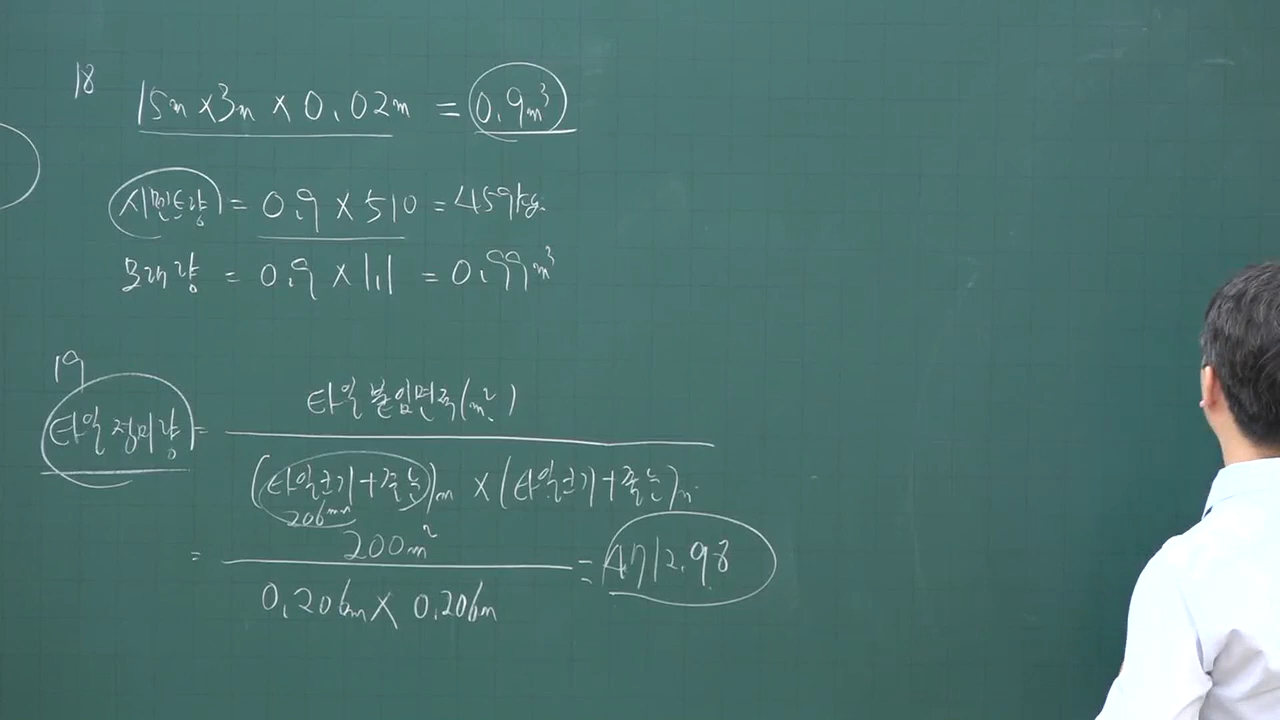 18
15m × 3m × 0.02m = 0.9m³
시멘트량 = 0.9 × 510 = 459kg.
모래량 = 0.9 × 1.1 = 0.99m³
19
타일 정미량 = 타일 붙임면적(m²)
(타일크기+줄눈)m × (타일크기+줄눈)m
206mm
= 200m²
0.206m × 0.206m
= 4712.98